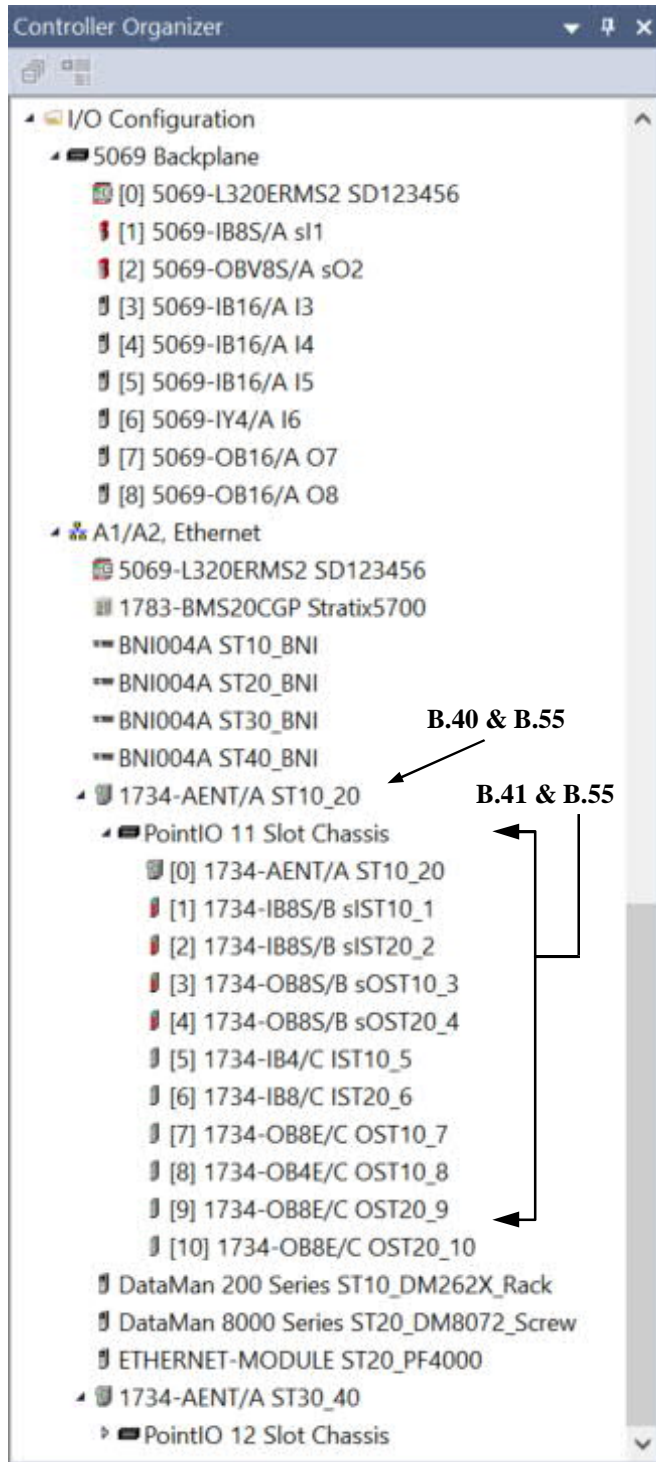 Controller Organizer
I/O Configuration
5069 Backplane
[0] 5069-L320ERMS2 SD123456
[1] 5069-IB8S/A sI1
[2] 5069-OBV8S/A sO2
[3] 5069-IB16/A I3
[4] 5069-IB16/A I4
[5] 5069-IB16/A I5
[6] 5069-IY4/A I6
[7] 5069-OB16/A O7
[8] 5069-OB16/A O8
A1/A2, Ethernet
5069-L320ERMS2 SD123456
1783-BMS20CGP Stratix5700
BNI004A ST10_BNI
BNI004A ST20_BNI
BNI004A ST30_BNI
B.40 & B.55
BNI004A ST40_BNI
1734-AENT/A ST10_20
B.41 & B.55
PointIO 11 Slot Chassis
[0] 1734-AENT/A ST10_20
[1] 1734-IB8S/B sIST10_1
[2] 1734-IB8S/B sIST20_2
[3] 1734-OB8S/B sOST10_3
[4] 1734-OB8S/B sOST20_4
[5] 1734-IB4/C IST10_5
[6] 1734-IB8/C IST20_6
[7] 1734-OB8E/C OST10_7
[8] 1734-OB4E/C OST10_8
[9] 1734-OB8E/C OST20_9
[10] 1734-OB8E/C OST20_10
DataMan 200 Series ST10_DM262X_Rack
DataMan 8000 Series ST20_DM8072_Screw
ETHERNET-MODULE ST20_PF4000
1734-AENT/A ST30_40
PointIO 12 Slot Chassis